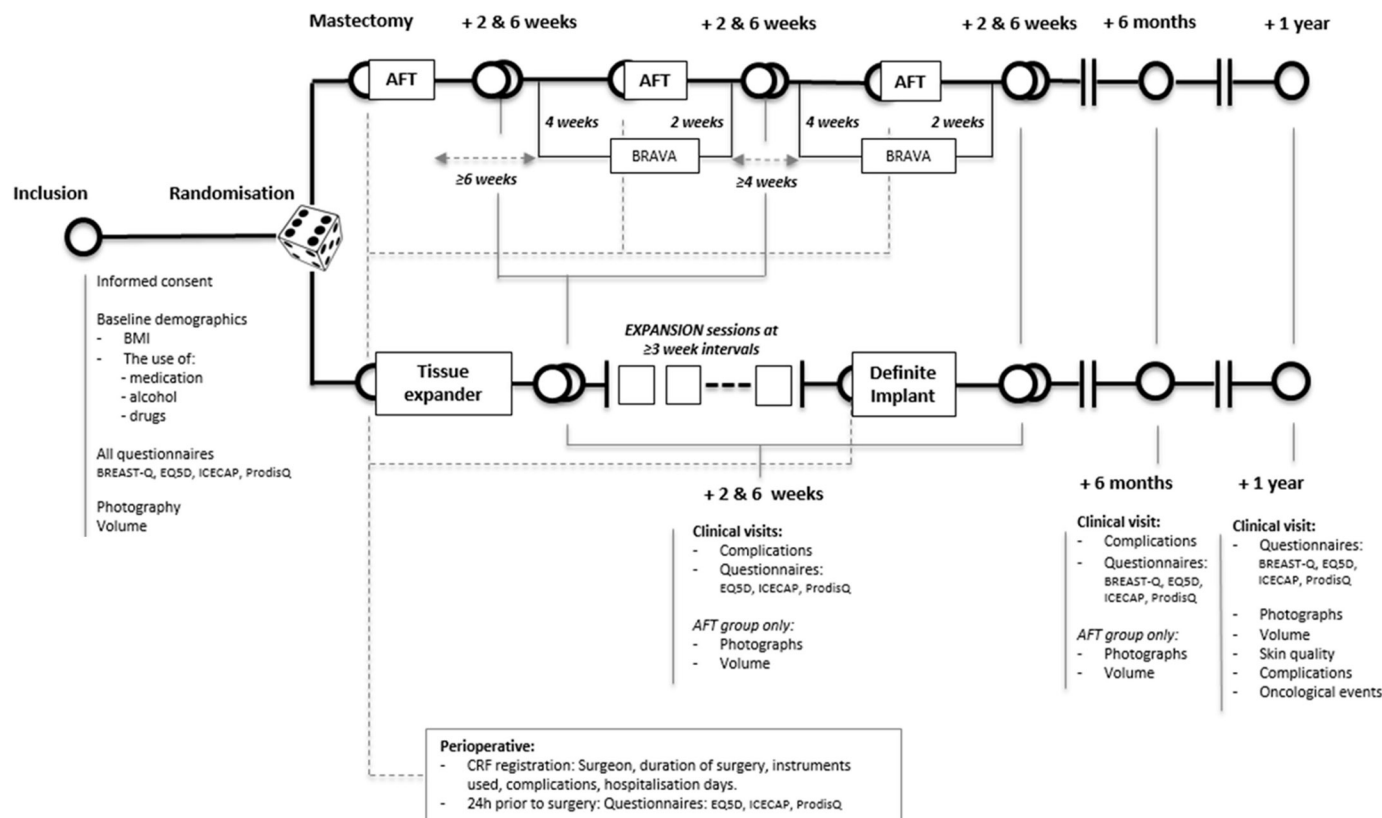 Mastectomy
+ 2 & 6 weeks
+ 2 & 6 weeks
+ 2 & 6 weeks
+ 6 months
+ 1 year
AFT
AFT
AFT
4 weeks
2 weeks
4 weeks
2 weeks
BRAVA
BRAVA
≥6 weeks
≥4 weeks
Inclusion
Randomisation
Informed consent
Baseline demographics
- BMI
- The use of:
- medication
- alcohol
- drugs
All questionnaires
BREAST-Q, EQ5D, ICECAP, ProdisQ
Photography
Volume
EXPANSION sessions at
≥3 week intervals
Tissue
expander
Definite
Implant
+ 2 & 6 weeks
Clinical visits:
- Complications
- Questionnaires:
EQ5D, ICECAP, ProdisQ
AFT group only:
- Photographs
- Volume
+ 6 months
Clinical visit:
- Complications
- Questionnaires:
BREAST-Q, EQ5D,
ICECAP, ProdisQ
AFT group only:
- Photographs
- Volume
+ 1 year
Clinical visit:
- Questionnaires:
BREAST-Q, EQ5D,
ICECAP, ProdisQ
- Photographs
- Volume
- Skin quality
- Complications
- Oncological events
Perioperative:
- CRF registration: Surgeon, duration of surgery, instruments
used, complications, hospitalisation days.
- 24h prior to surgery: Questionnaires: EQ5D, ICECAP, ProdisQ